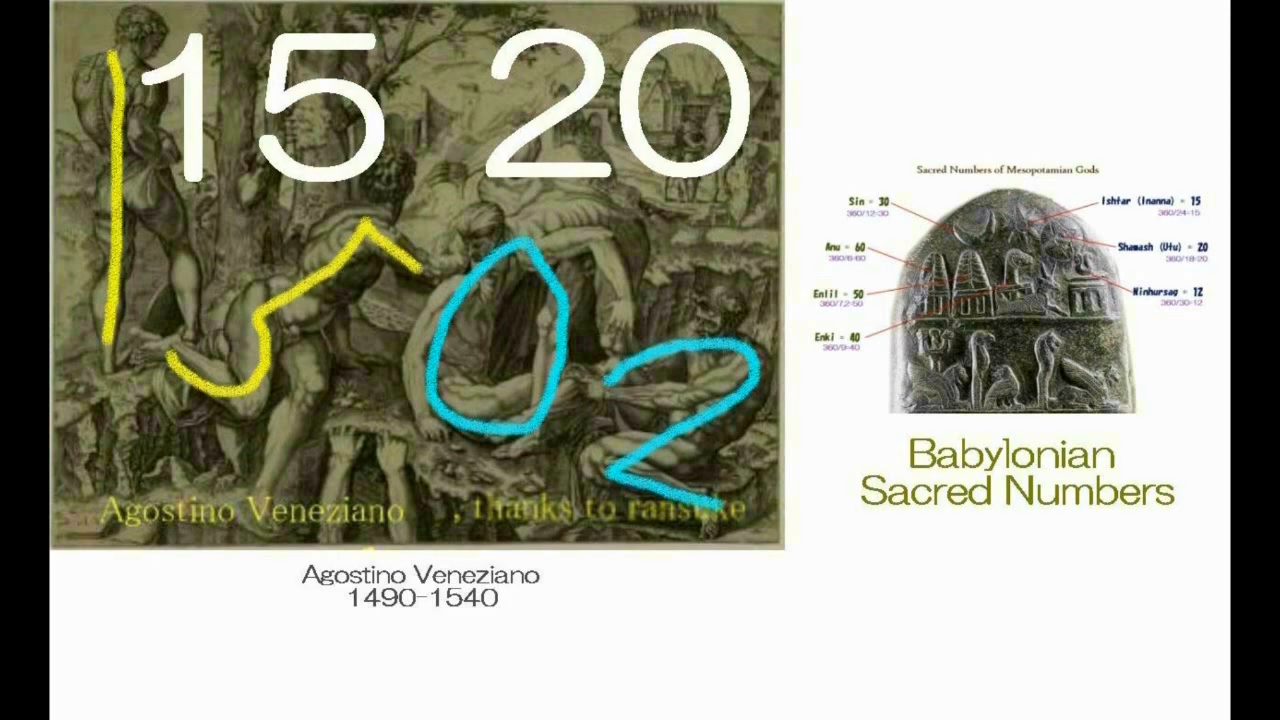 15 20
02
Agostino Veneziano , thanks to
Agostino Veneziano
1490-1540
Sacred Numbers of Mesopotamian Gods
Sin = 30
360/12=30
Anu = 60
360/6=60
Enlil = 50
360/7.2=50
Enki = 40
360/9=40
Ishtar (Inanna) = 15
360/24=15
Shamash (Utu) = 20
360/18=20
Ninhursag = 12
360/30=12
Babylonian
Sacred Numbers